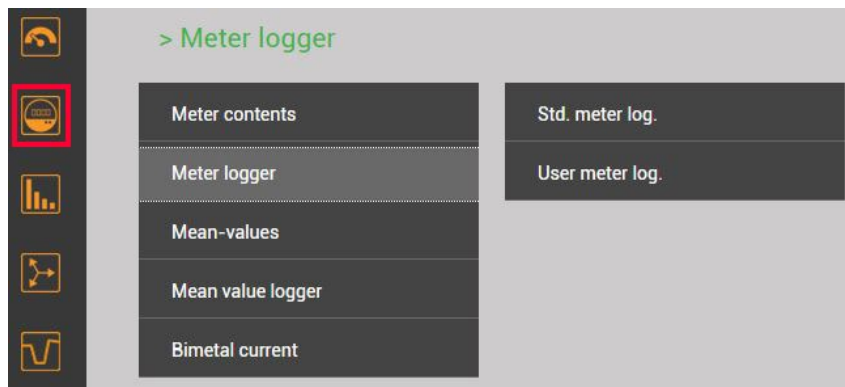 > Meter logger
Meter contents
Meter logger
Mean-values
Mean value logger
Bimetal current
Std. meter log.
User meter log.